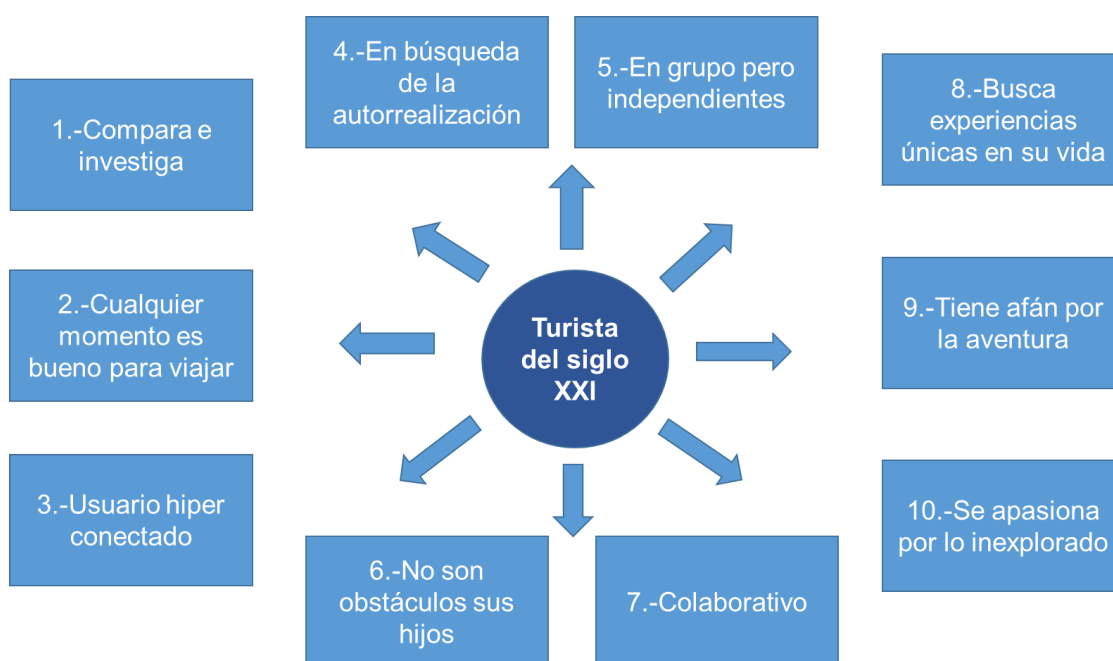 1.-Compara e
investiga
2.-Cualquier
momento es
bueno para viajar
3.-Usuario hiper
conectado
4.-En búsqueda
de la
autorrealización
5.-En grupo pero
independientes
Turista
del siglo
XXI
6.-No son
obstáculos sus
hijos
7.-Colaborativo
8.-Busca
experiencias
únicas en su vida
9.-Tiene afán por
la aventura
10.-Se apasiona
por lo inexplorado